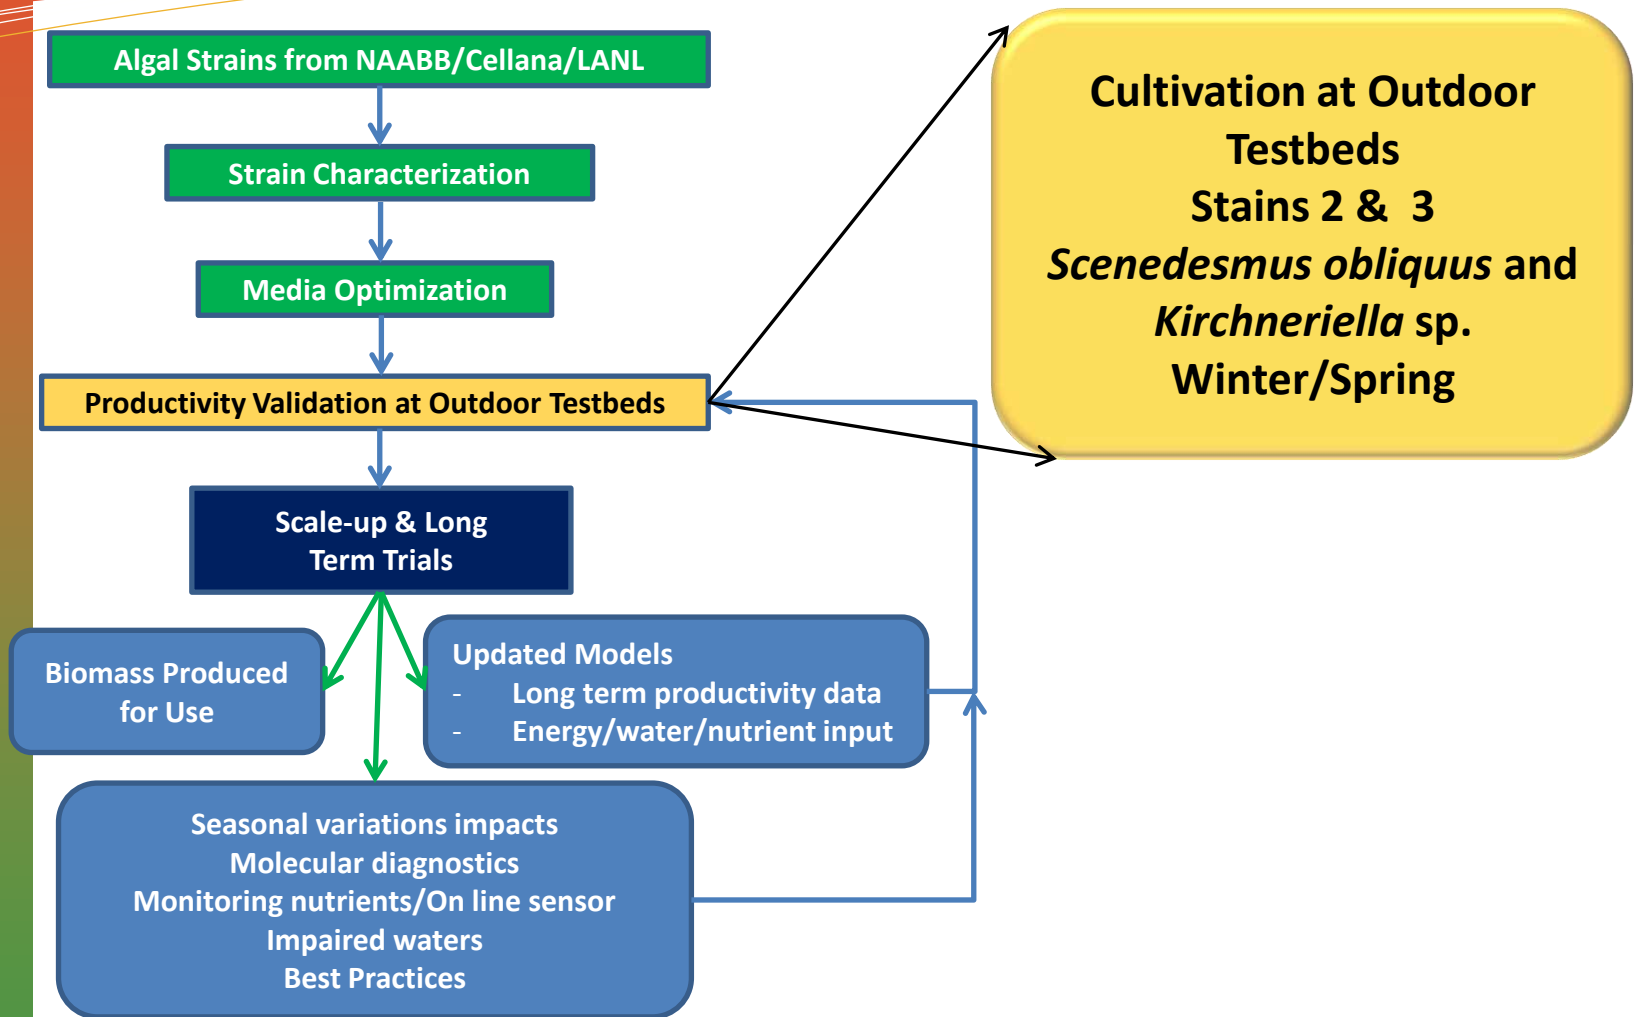 Algal Strains from NAABB/Cellana/LANL
Strain Characterization
Media Optimization
Productivity Validation at Outdoor Testbeds
Scale-up & Long
Term Trials
Biomass Produced
for Use
Updated Models
- Long term productivity data
- Energy/water/nutrient input
Seasonal variations impacts
Molecular diagnostics
Monitoring nutrients/On line sensor
Impaired waters
Best Practices
Cultivation at Outdoor
Testbeds
Stains 2 & 3
Scenedesmus obliquus and
Kirchneriella sp.
Winter/Spring